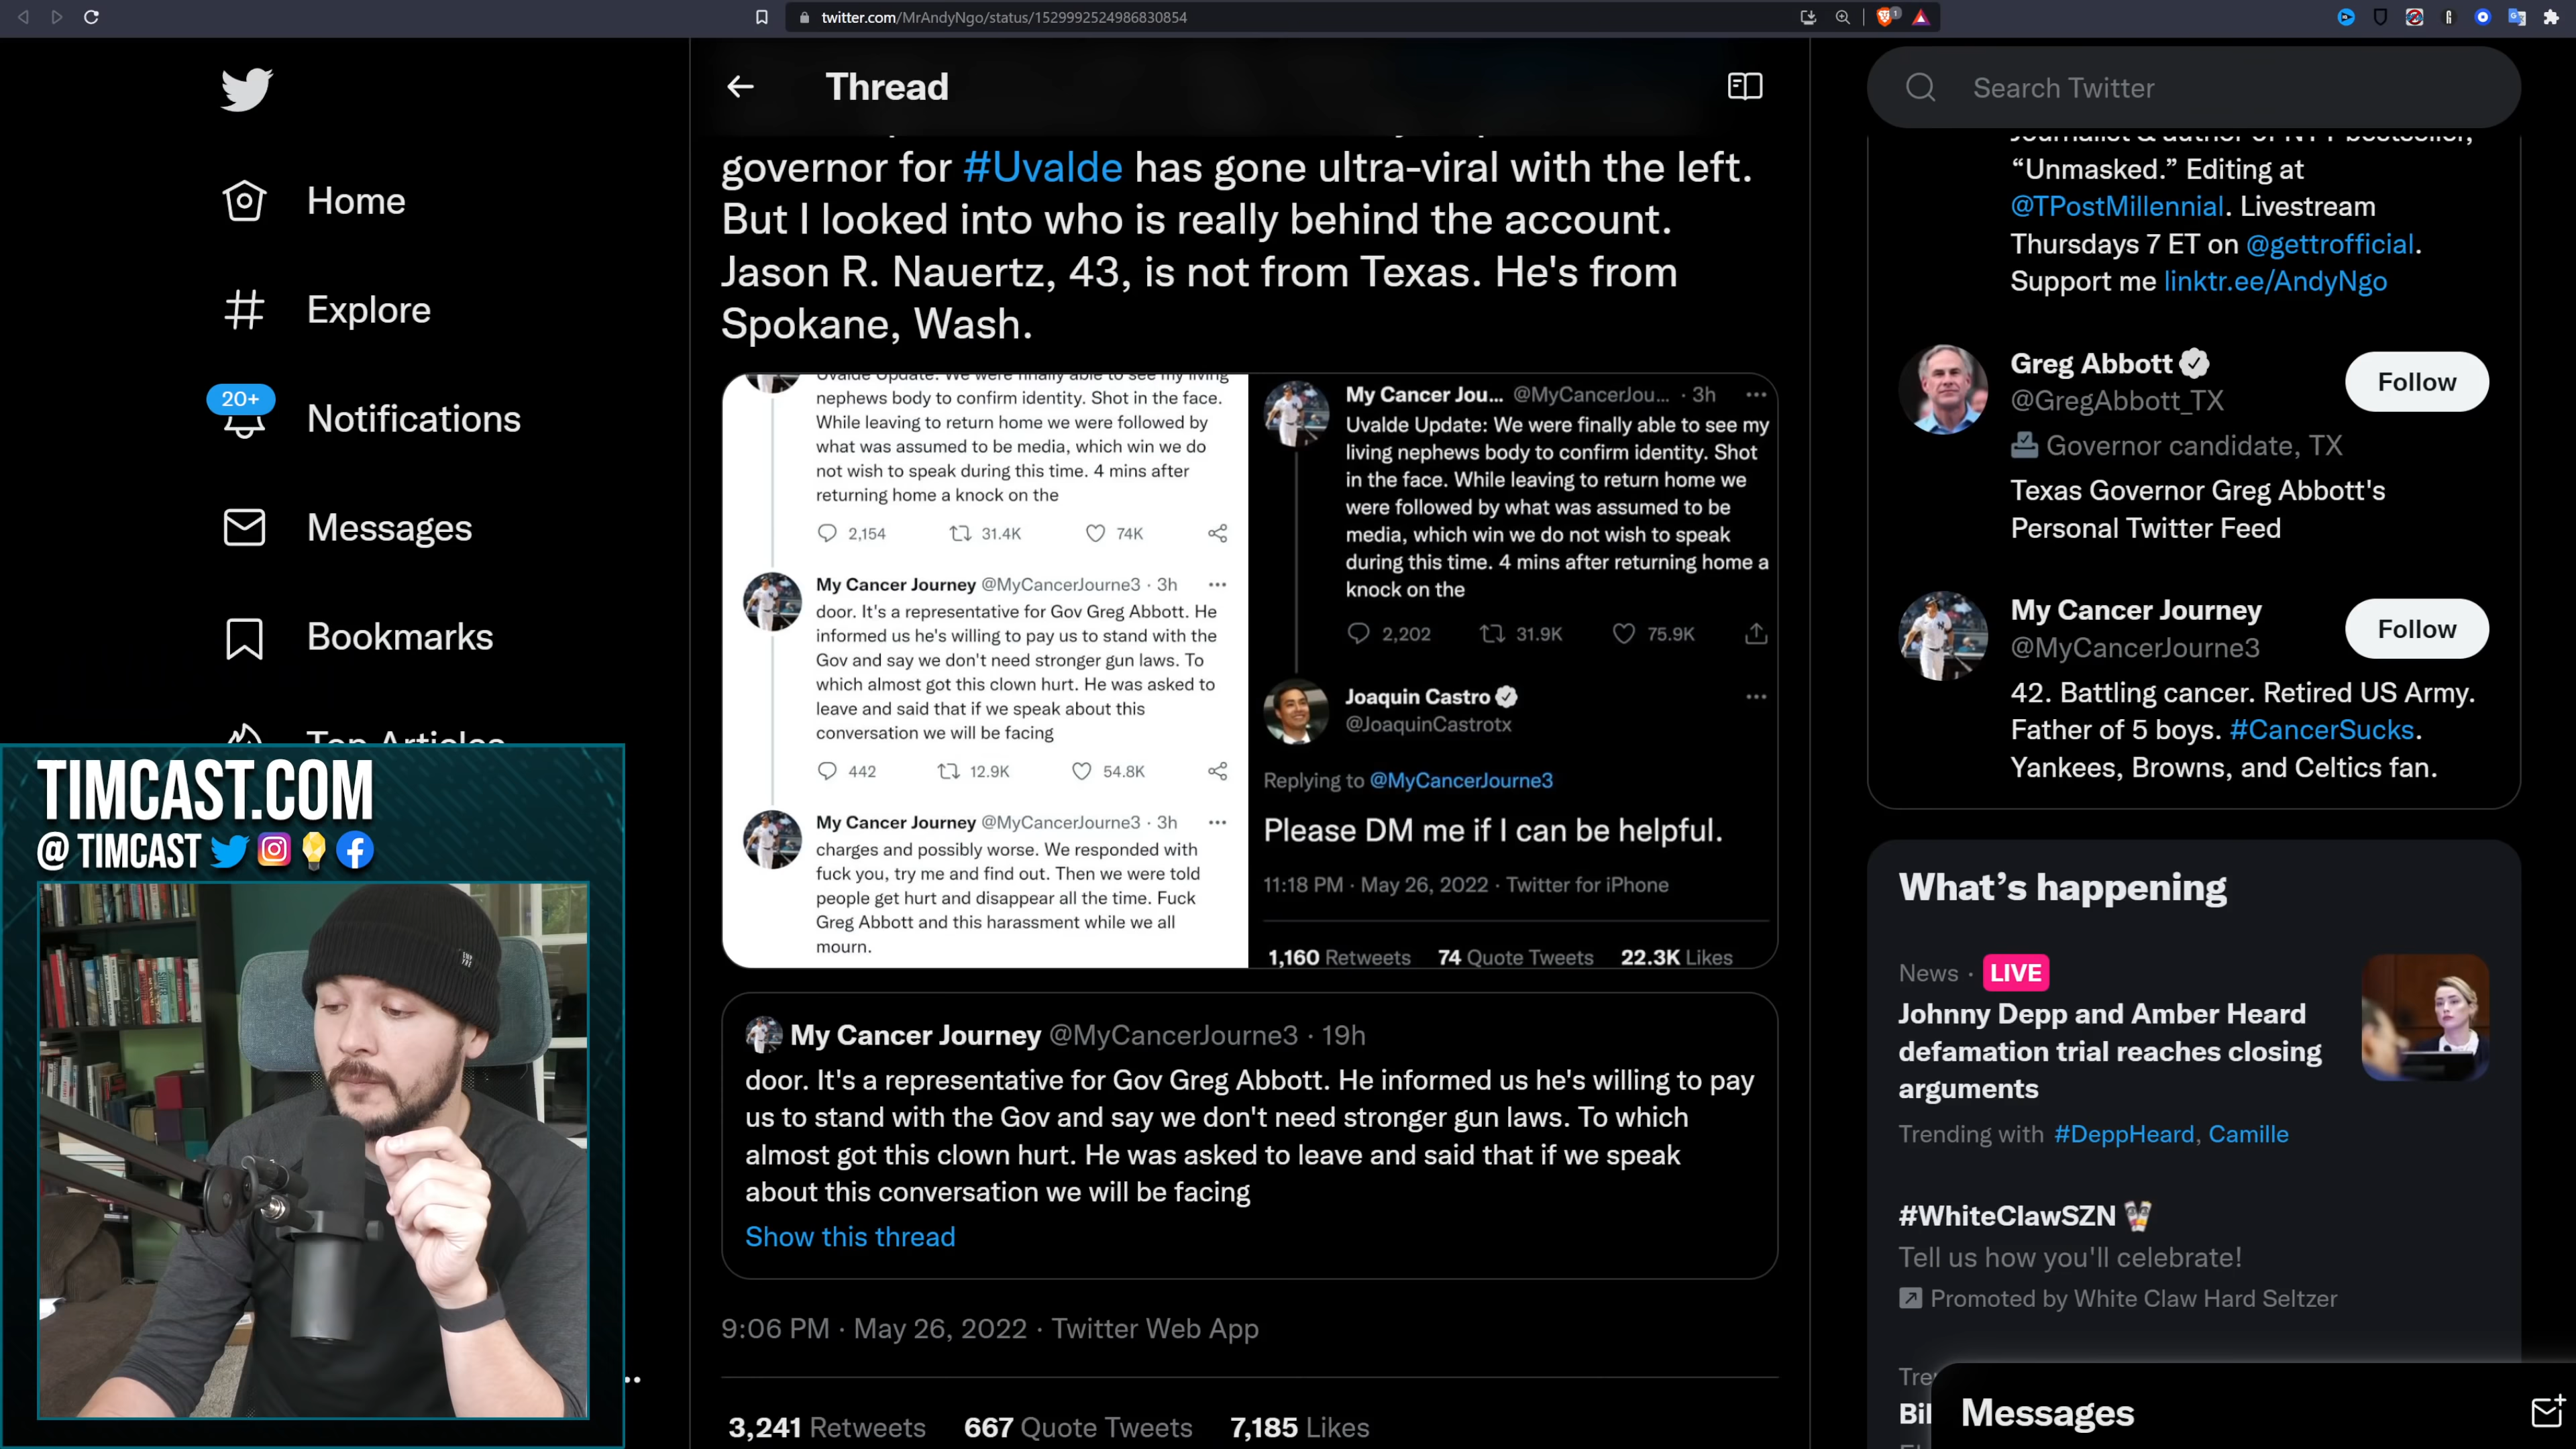 twitter.com/MrAndyNgo/status/1529992524986830854
Thread
Search Twitter
Home
Explore
20+
Notifications
Messages
Bookmarks
Top Articles
TIMCAST.COM
@ TIMCAST
governor for #Uvalde has gone ultra-viral with the left.
But I looked into who is really behind the account.
Jason R. Nauertz, 43, is not from Texas. He's from
Spokane, Wash.
Uvalde Update: We were finally able to see my living
nephews body to confirm identity. Shot in the face.
While leaving to return home we were followed by
what was assumed to be media, which win we do
not wish to speak during this time. 4 mins after
returning home a knock on the
2,154 31.4K 74K
My Cancer Journey @MyCancerJourne3 · 3h
door. It's a representative for Gov Greg Abbott. He
informed us he's willing to pay us to stand with the
Gov and say we don't need stronger gun laws. To
which almost got this clown hurt. He was asked to
leave and said that if we speak about this
conversation we will be facing
442 12.9K 54.8K
My Cancer Journey @MyCancerJourne3 · 3h
charges and possibly worse. We responded with
fuck you, try me and find out. Then we were told
people get hurt and disappear all the time. Fuck
Greg Abbott and this harassment while we all
mourn.
My Cancer Jou... @MyCancerJou... · 3h
Uvalde Update: We were finally able to see my
living nephews body to confirm identity. Shot
in the face. While leaving to return home we
were followed by what was assumed to be
media, which win we do not wish to speak
during this time. 4 mins after returning home a
knock on the
2,202 31.9K 75.9K
Joaquin Castro
@JoaquinCastrotx
Replying to @MyCancerJourne3
Please DM me if I can be helpful.
11:18 PM · May 26, 2022 · Twitter for iPhone
1,160 Retweets 74 Quote Tweets 22.3K Likes
My Cancer Journey @MyCancerJourne3 · 19h
door. It's a representative for Gov Greg Abbott. He informed us he's willing to pay
us to stand with the Gov and say we don't need stronger gun laws. To which
almost got this clown hurt. He was asked to leave and said that if we speak
about this conversation we will be facing
Show this thread
9:06 PM · May 26, 2022 · Twitter Web App
3,241 Retweets 667 Quote Tweets 7,185 Likes
Journalist & author of NYT bestseller,
“Unmasked.” Editing at
@TPostMillennial. Livestream
Thursdays 7 ET on @gettrofficial.
Support me linktr.ee/AndyNgo
Greg Abbott
@GregAbbott_TX
Follow
Governor candidate, TX
Texas Governor Greg Abbott's
Personal Twitter Feed
My Cancer Journey
@MyCancerJourne3
Follow
42. Battling cancer. Retired US Army.
Father of 5 boys. #CancerSucks.
Yankees, Browns, and Celtics fan.
What’s happening
News · LIVE
Johnny Depp and Amber Heard
defamation trial reaches closing
arguments
Trending with #DeppHeard, Camille
#WhiteClawSZN
Tell us how you'll celebrate!
Promoted by White Claw Hard Seltzer
Messages